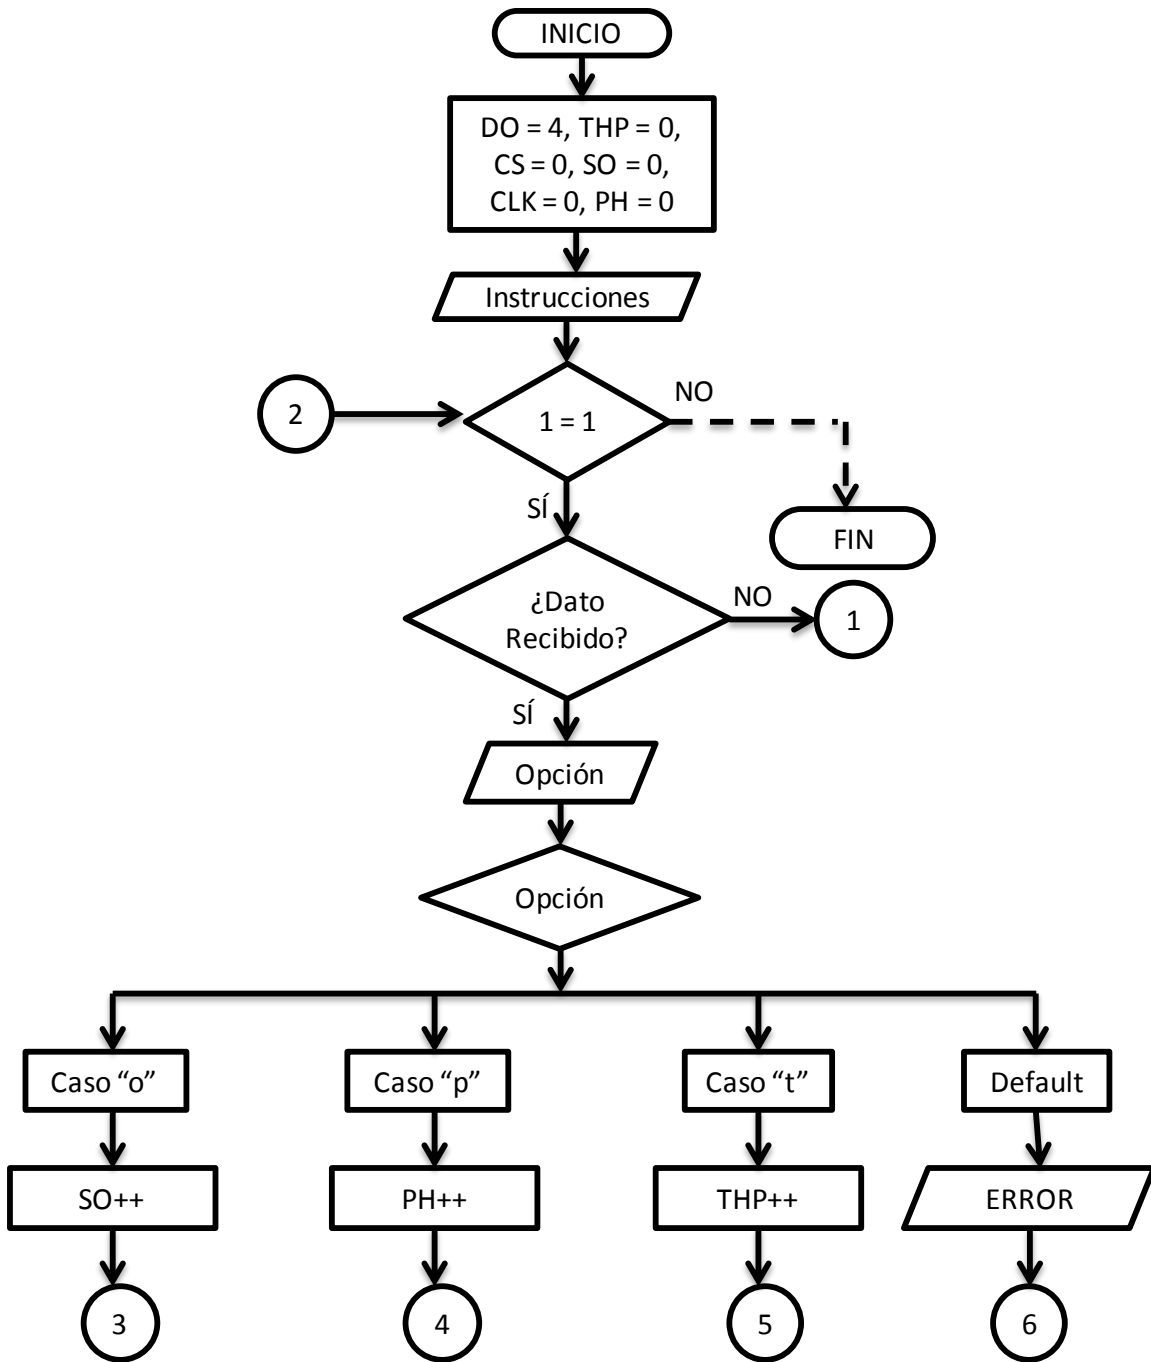 INICIO
DO = 4, THP = 0,
CS = 0, SO = 0,
CLK = 0, PH = 0
Instrucciones
2
1 = 1
NO
SÍ
FIN
¿Dato
Recibido?
NO
1
SÍ
Opción
Opción
Caso “o”
Caso “p”
Caso “t”
Default
SO++
PH++
THP++
ERROR
3
4
5
6